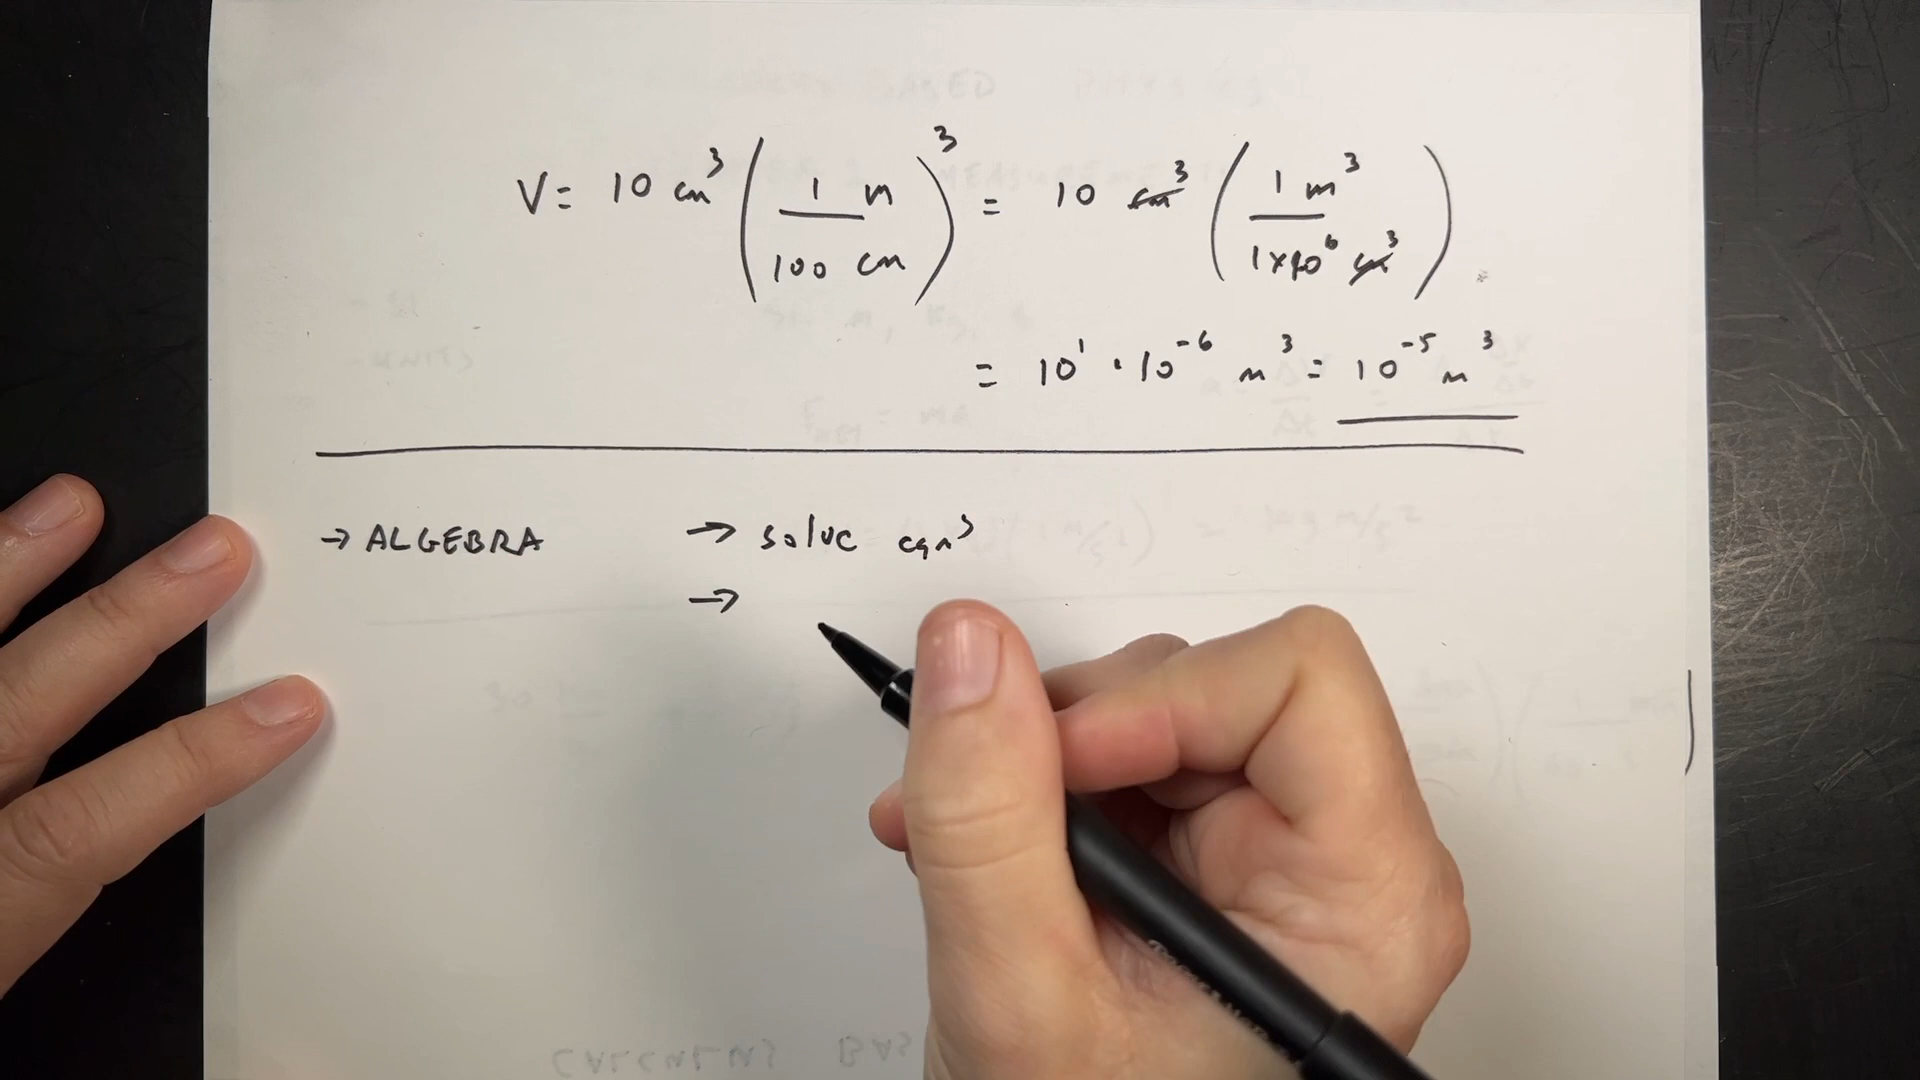 V = 10 cm³ (1 m / 100 cm)³ = 10 cm³ (1 m³ / 1×10⁶ cm³)
= 10¹ · 10⁻⁶ m³ = 10⁻⁵ m³
→ ALGEBRA → solve eqn³
→